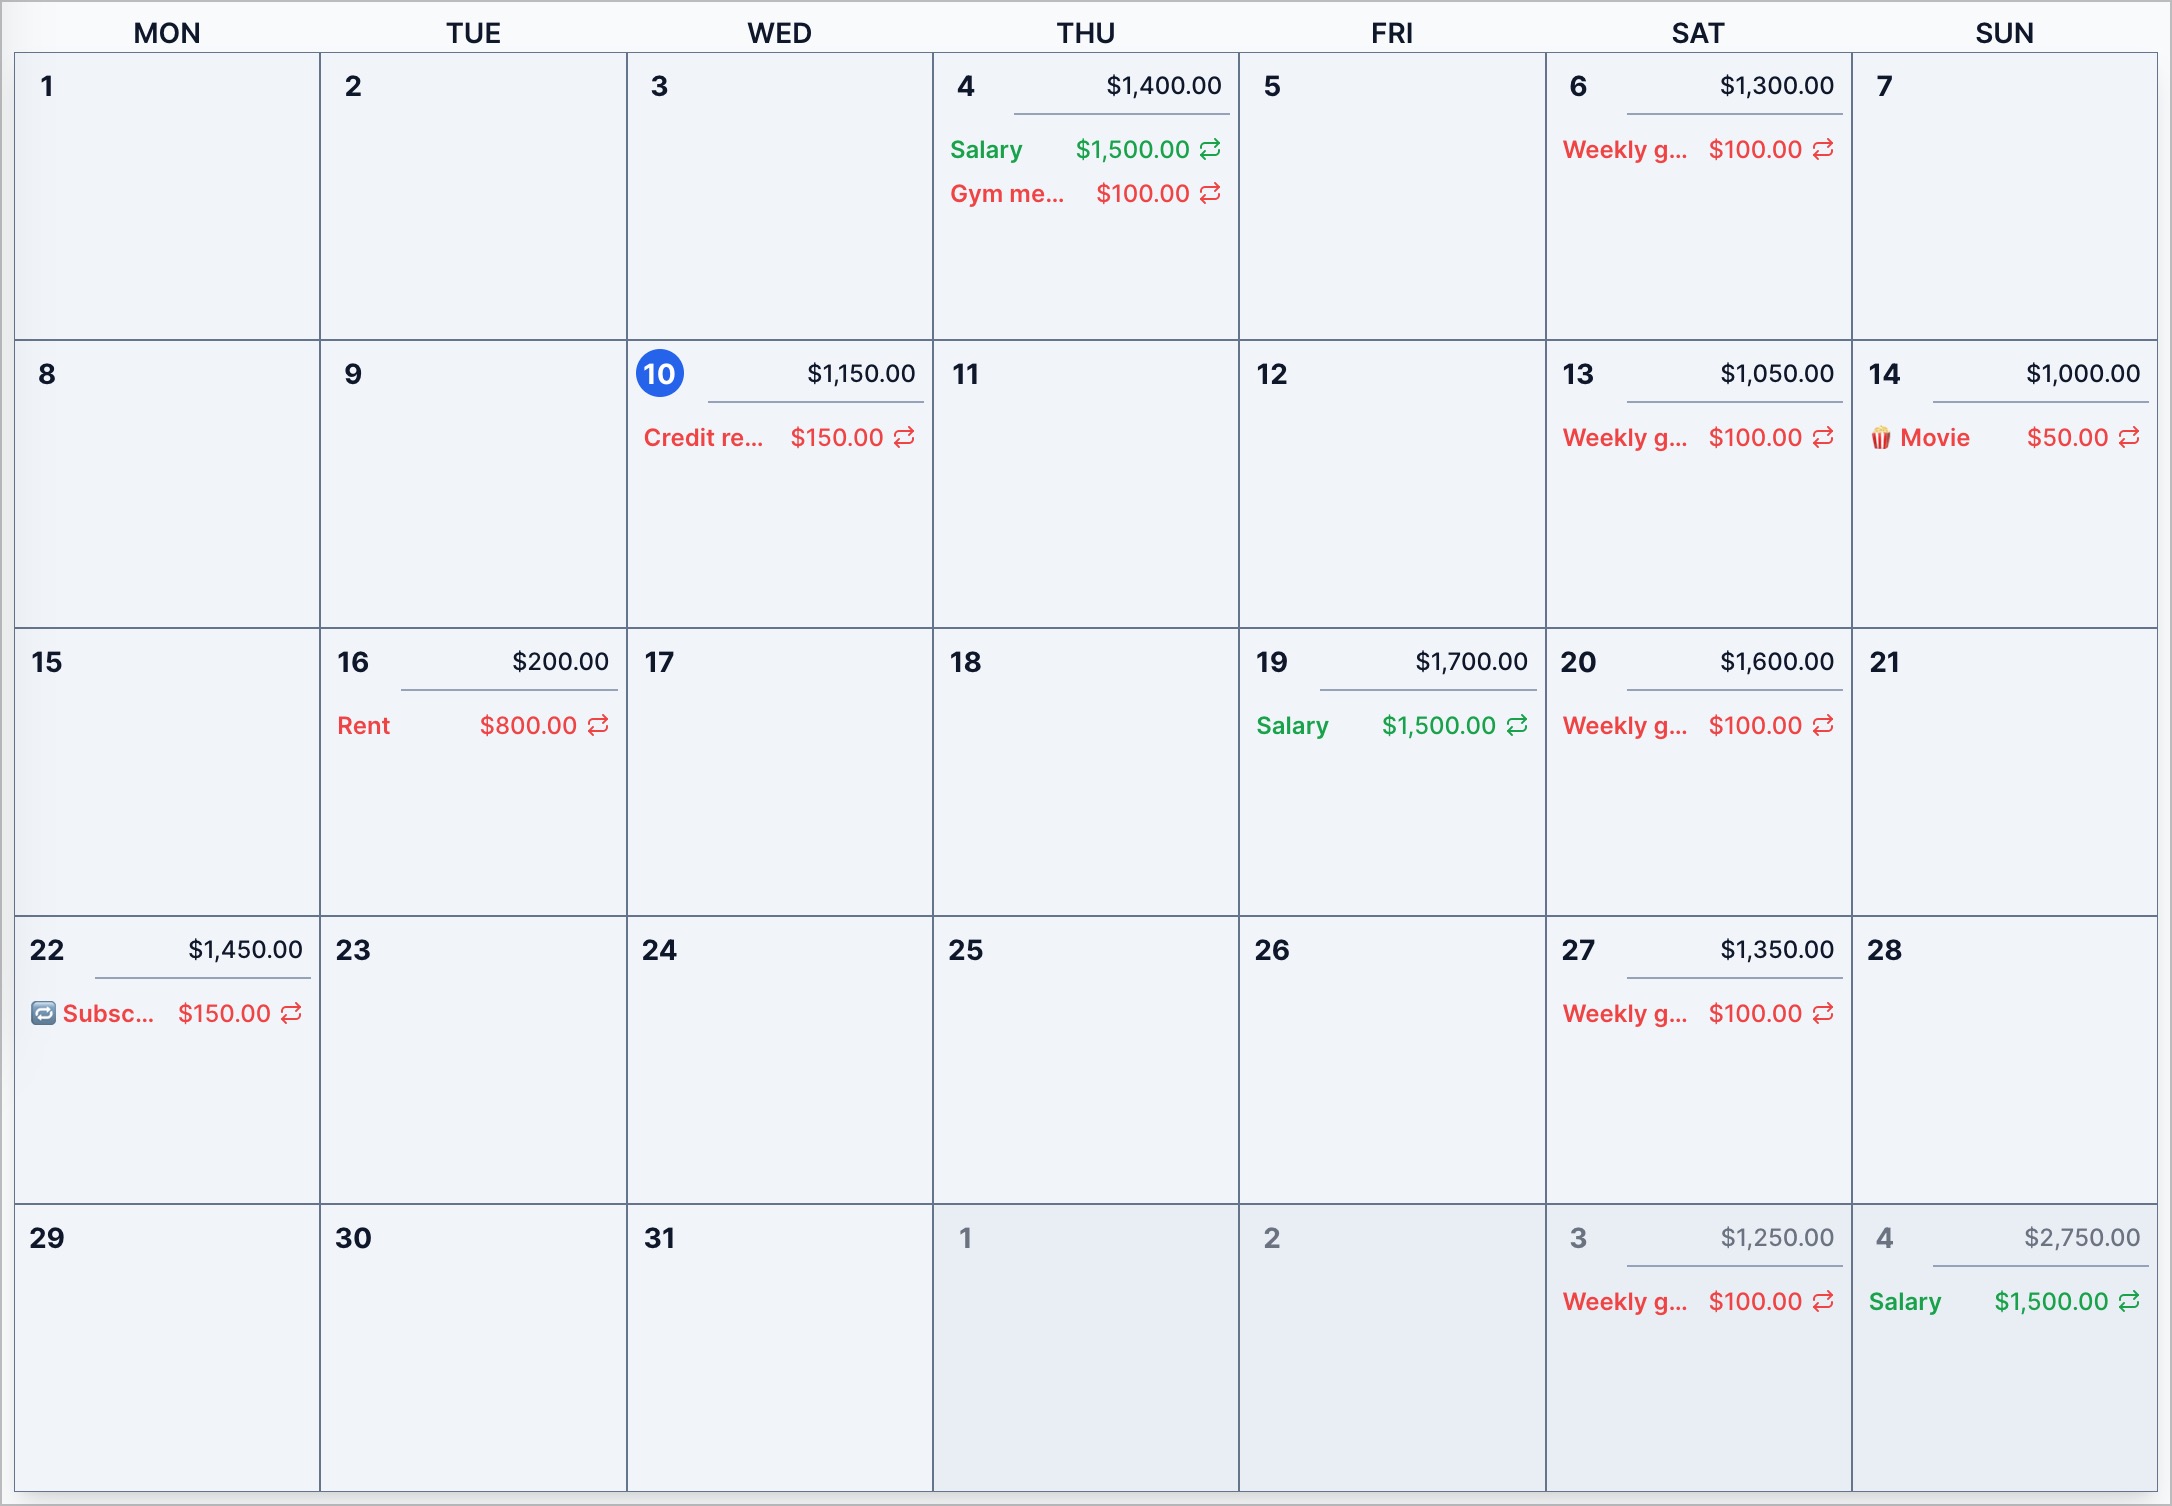 MON TUE WED THU FRI SAT SUN
1
2
3
4 $1,400.00
Salary $1,500.00
Gym me... $100.00
5
6 $1,300.00
Weekly g... $100.00
7
8
9
10 $1,150.00
Credit re... $150.00
11
12
13 $1,050.00
Weekly g... $100.00
14 $1,000.00
🍿 Movie $50.00
15
16 $200.00
Rent $800.00
17
18
19 $1,700.00
Salary $1,500.00
20 $1,600.00
Weekly g... $100.00
21
22 $1,450.00
🔁 Subsc... $150.00
23
24
25
26
27 $1,350.00
Weekly g... $100.00
28
29
30
31
1
2
3 $1,250.00
Weekly g... $100.00
4 $2,750.00
Salary $1,500.00